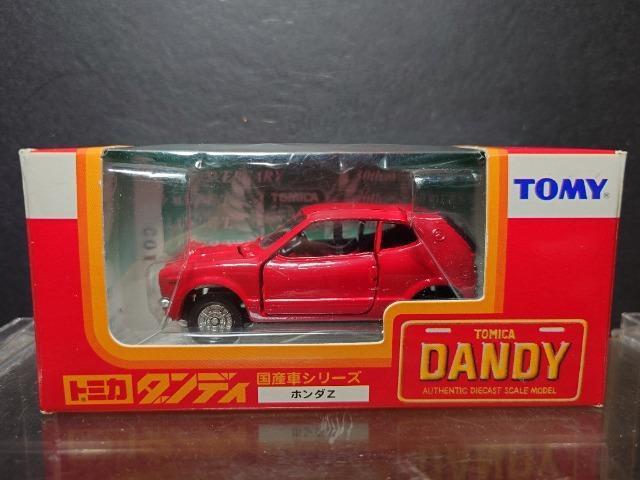 TOMICA
TOMY
トミカ ダンディ 国産車シリーズ
ホンダZ
TOMICA
DANDY
AUTHENTIC DIECAST SCALE MODEL